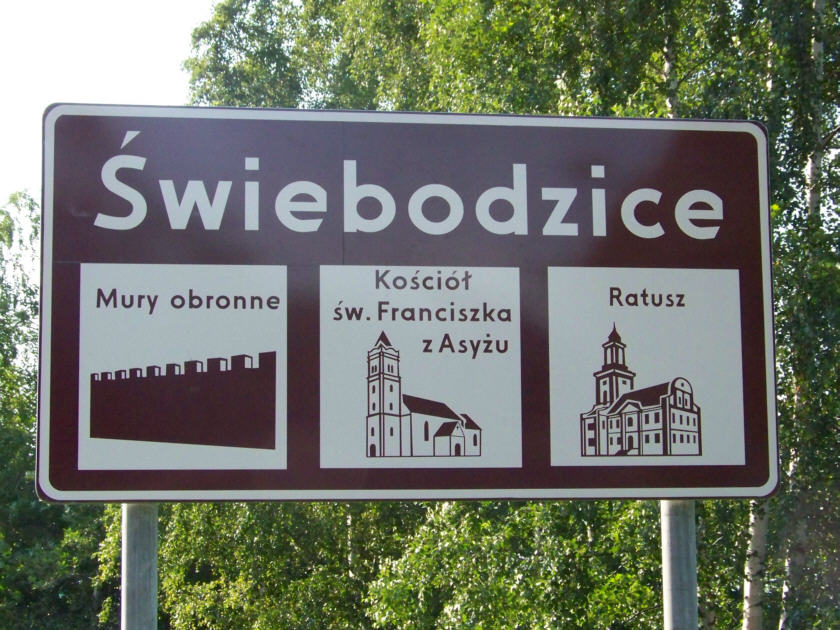 Świebodzice
Mury obronne
Kościół
św. Franciszka
z Asyżu
Ratusz